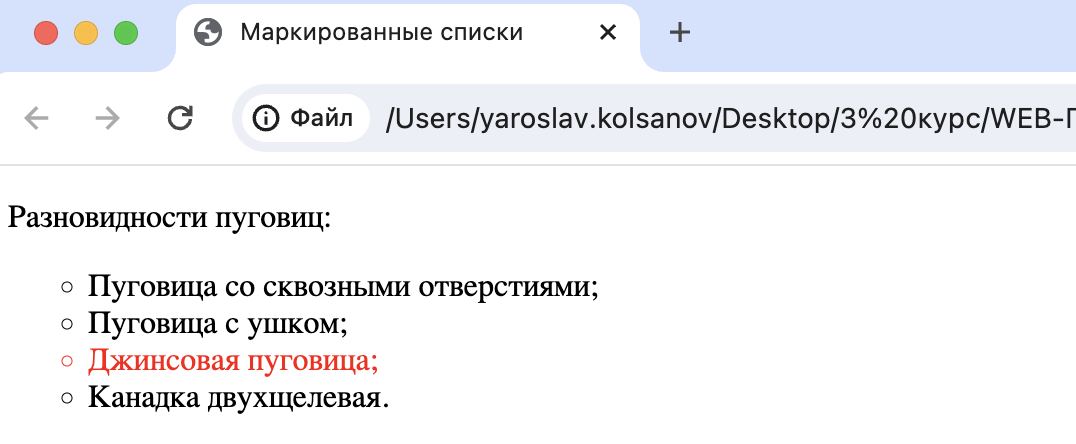 Маркированные списки
Файл /Users/yaroslav.kolsanov/Desktop/3%20курс/WEB-
Разновидности пуговиц:
Пуговица со сквозными отверстиями;
Пуговица с ушком;
Джинсовая пуговица;
Канадка двухщелевая.